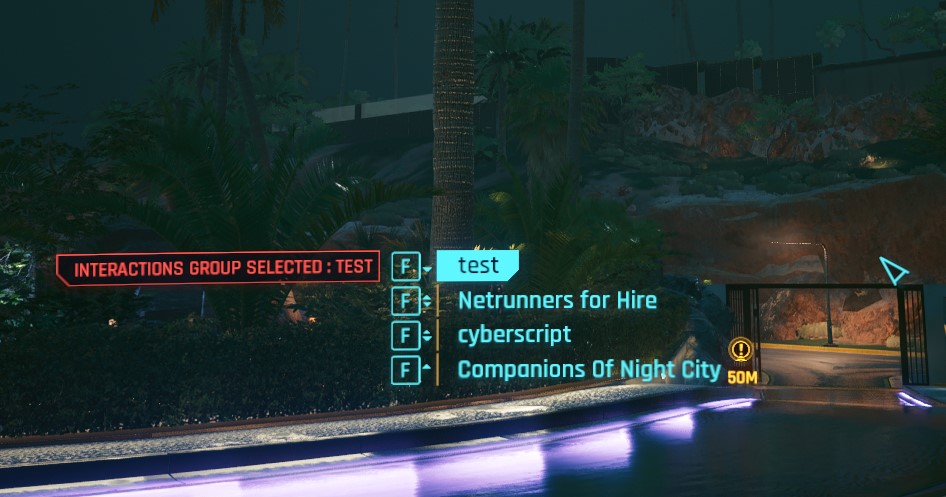 INTERACTIONS GROUP SELECTED : TEST
F test
F Netrunners for Hire
F cyberscript
F Companions Of Night City
50M